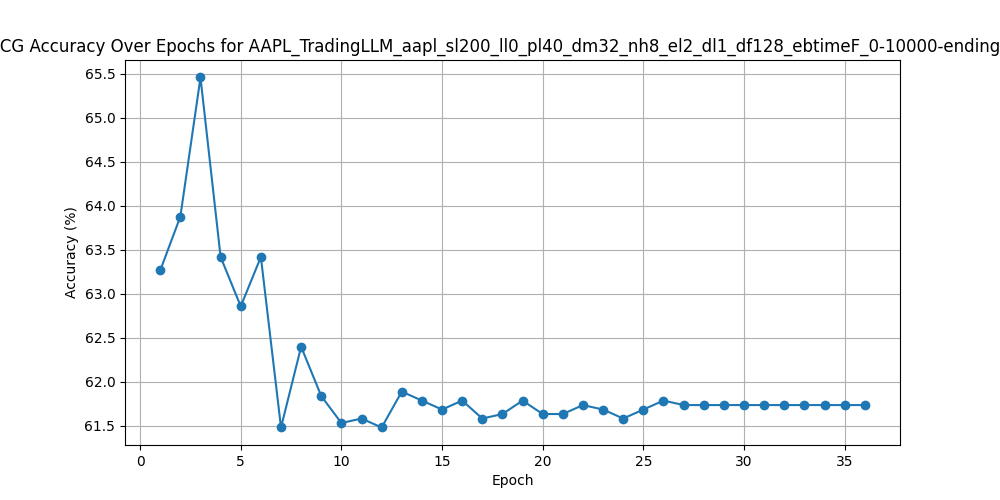 CG Accuracy Over Epochs for AAPL_TradingLLM_aapl_sl200_ll0_pl40_dm32_nh8_el2_dl1_df128_ebtimeF_0-10000-ending
65.5
65.0
64.5
64.0
63.5
63.0
62.5
62.0
61.5
Accuracy (%)
0 5 10 15 20 25 30 35
Epoch